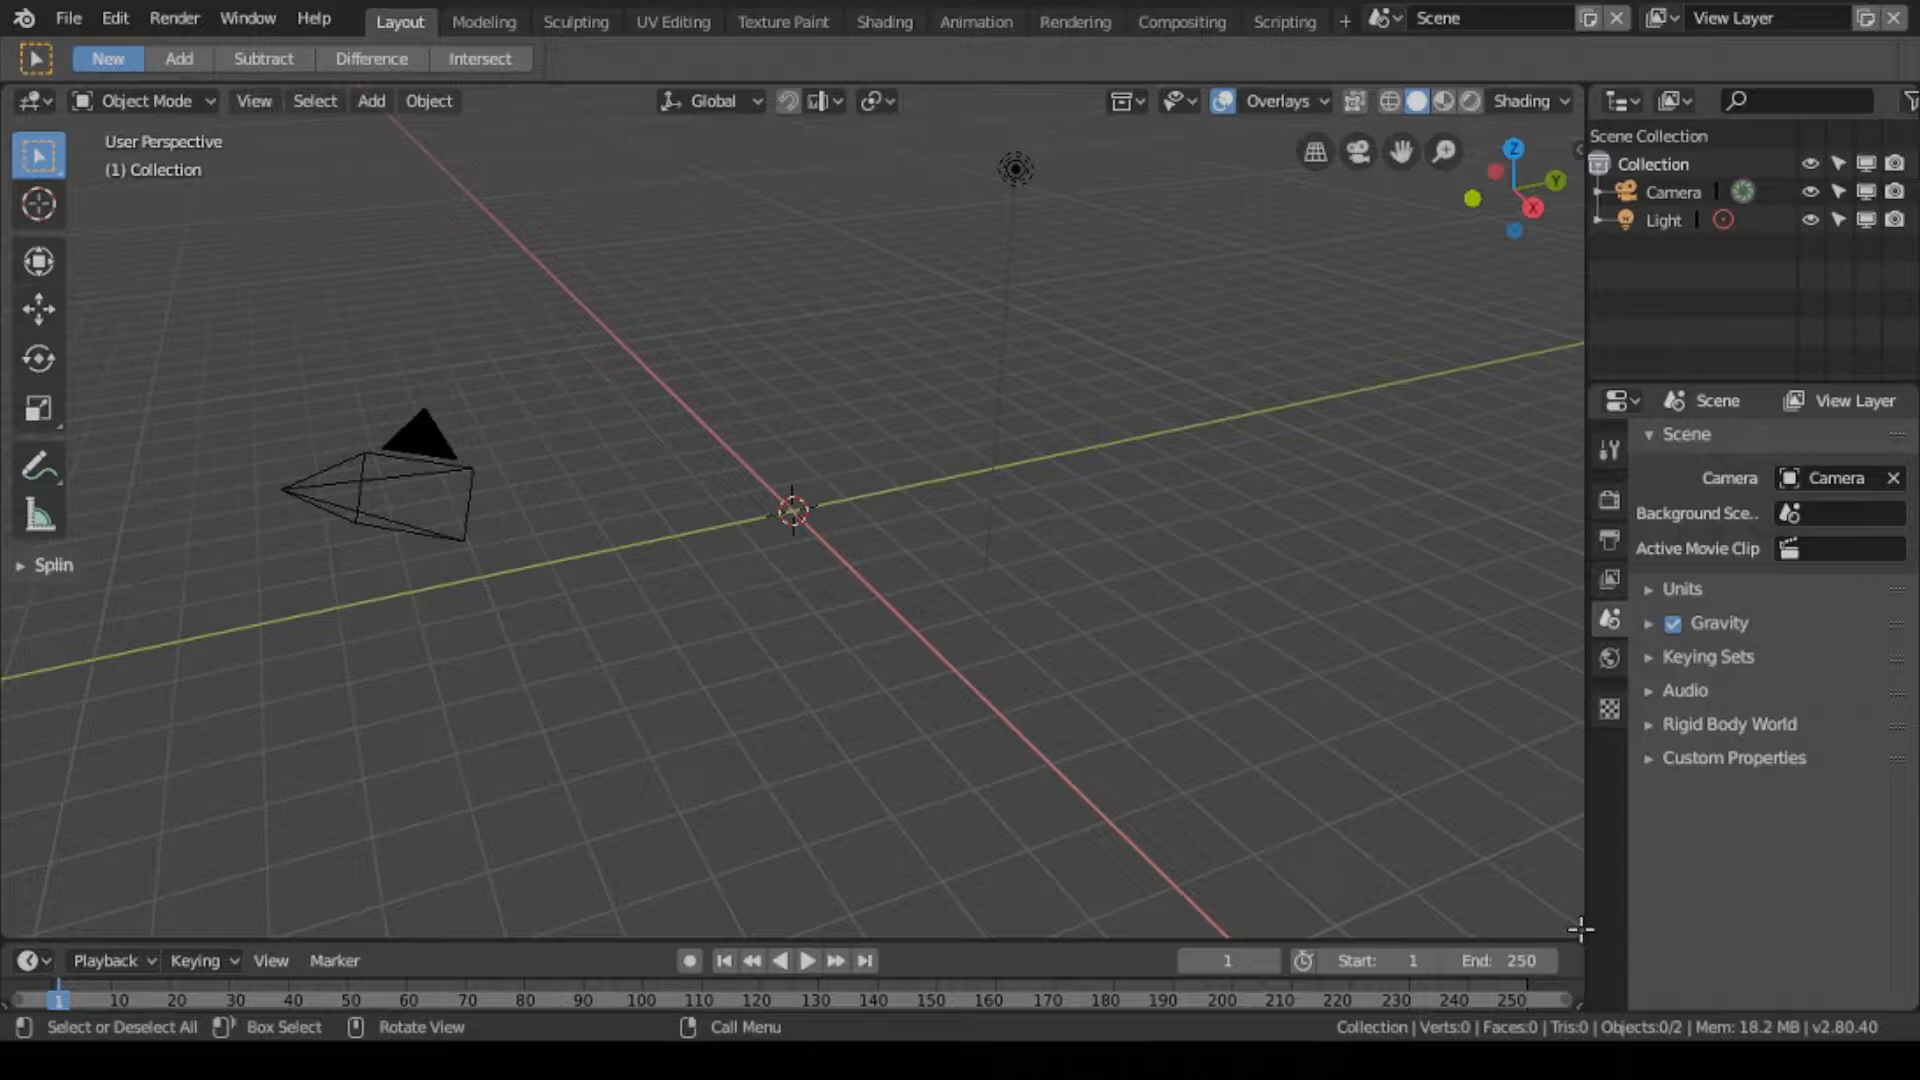 File Edit Render Window Help Layout Modeling Sculpting UV Editing Texture Paint Shading Animation Rendering Compositing Scripting + Scene View Layer
New Add Subtract Difference Intersect
Object Mode View Select Add Object Global Overlays Shading
User Perspective
(1) Collection
Z
Y
X
Splin
Scene Collection
Collection
Camera
Light
Scene View Layer
Scene
Camera Camera
Background Sce..
Active Movie Clip
Units
Gravity
Keying Sets
Audio
Rigid Body World
Custom Properties
Playback Keying View Marker 1 Start: 1 End: 250
1 10 20 30 40 50 60 70 80 90 100 110 120 130 140 150 160 170 180 190 200 210 220 230 240 250
Select or Deselect All Box Select Rotate View Call Menu Collection | Verts:0 | Faces:0 | Tris:0 | Objects:0/2 | Mem: 18.2 MB | v2.80.40